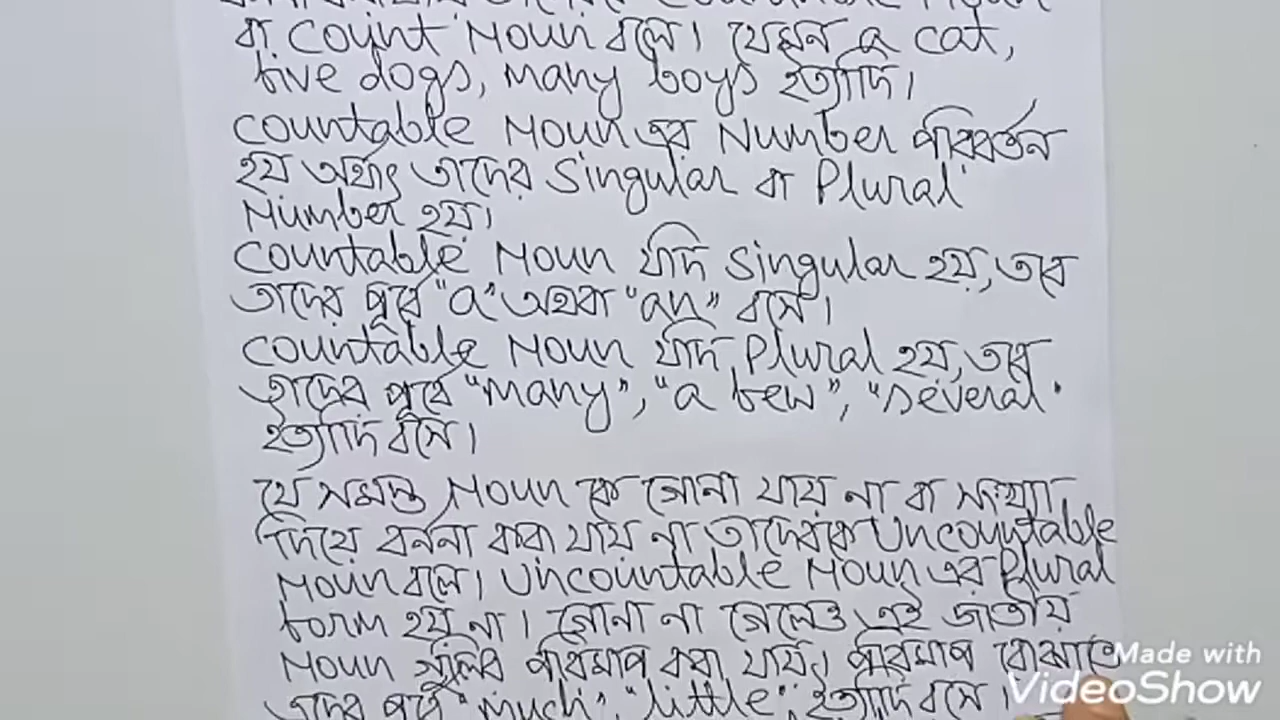 Countable Noun
বা Count Noun বলে। যেমন a cat,
five dogs, many boys ইত্যাদি।
Countable Noun এর Number পরিবর্তন
হয় অর্থাৎ তাদের Singular বা Plural
Number হয়।
Countable Noun যদি Singular হয়, তবে
তাদের পূর্বে "a" অথবা "an" বসে।
Countable Noun যদি Plural হয়, তবে
তাদের পূর্বে "many", "a few", "several"
ইত্যাদি বসে।
যে সমস্ত Noun কে গোনা যায় না বা সংখ্যা
দিয়ে বর্ননা করা যায় না তাদেরকে Uncountable
Noun বলে। Uncountable Noun এর Plural
form হয় না। গোনা না গেলেও এই জাতীয়
Noun গুলির পরিমাপ করা যায়। পরিমাপ বোঝাতে
তাদের পূর্বে "much", "little", ইত্যাদি বসে।
Made with
VideoShow